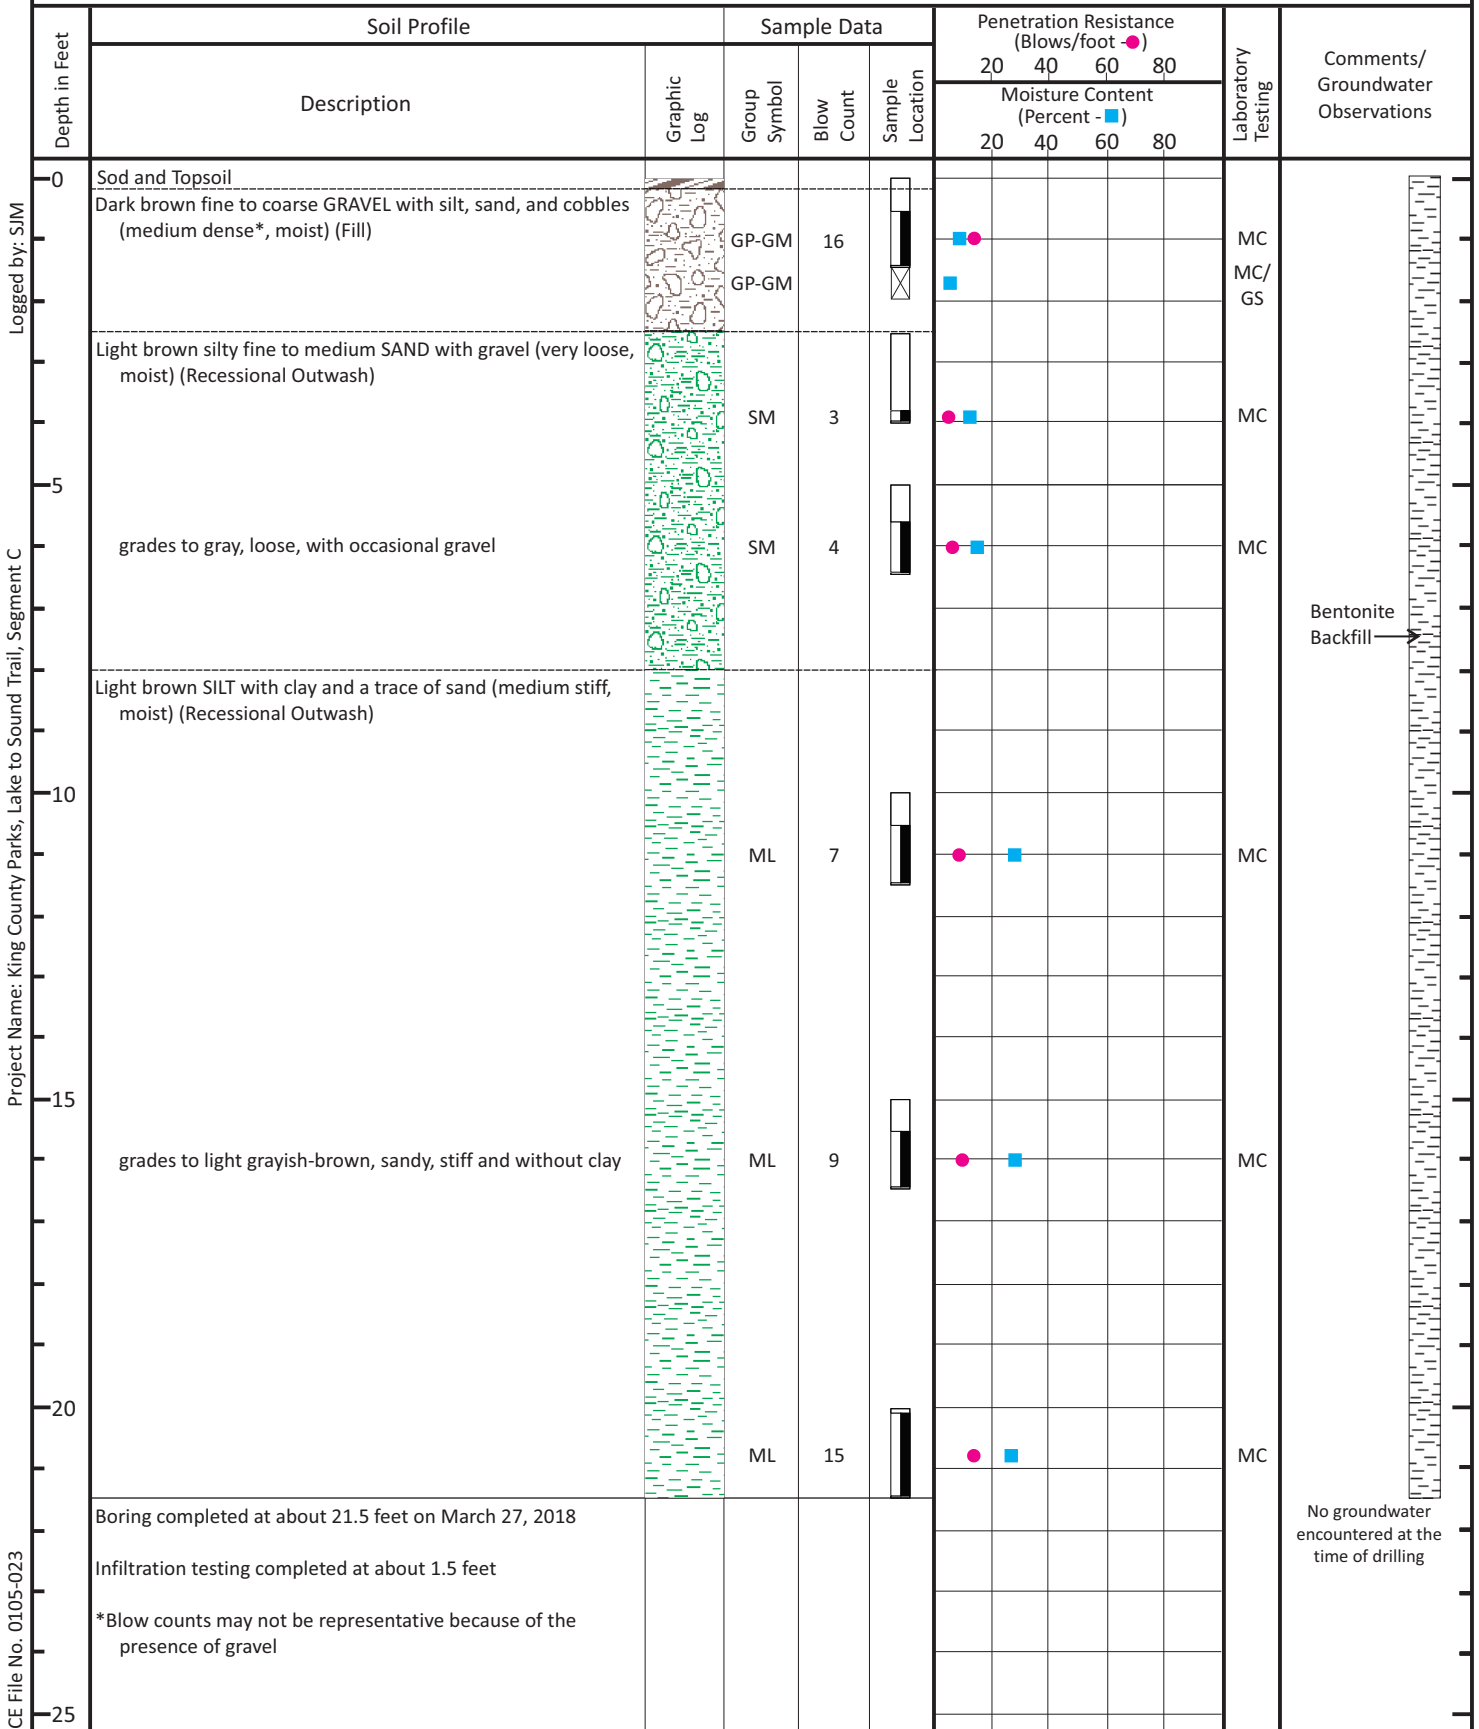 Soil Profile
Sample Data
Penetration Resistance
(Blows/foot - )
20 40 60 80
Moisture Content
(Percent - )
20 40 60 80
Depth in Feet
Description
Graphic
Log
Group
Symbol
Blow
Count
Sample
Location
Laboratory
Testing
Comments/
Groundwater
Observations
0
Sod and Topsoil
Dark brown fine to coarse GRAVEL with silt, sand, and cobbles
(medium dense*, moist) (Fill)
GP-GM 16 MC
GP-GM MC/
GS
Light brown silty fine to medium SAND with gravel (very loose,
moist) (Recessional Outwash)
SM 3 MC
5
grades to gray, loose, with occasional gravel SM 4 MC
Bentonite
Backfill
Light brown SILT with clay and a trace of sand (medium stiff,
moist) (Recessional Outwash)
10
ML 7 MC
15
grades to light grayish-brown, sandy, stiff and without clay ML 9 MC
20
ML 15 MC
Boring completed at about 21.5 feet on March 27, 2018
Infiltration testing completed at about 1.5 feet
*Blow counts may not be representative because of the
presence of gravel
No groundwater
encountered at the
time of drilling
25
Logged by: SJM
Project Name: King County Parks, Lake to Sound Trail, Segment C
CE File No. 0105-023